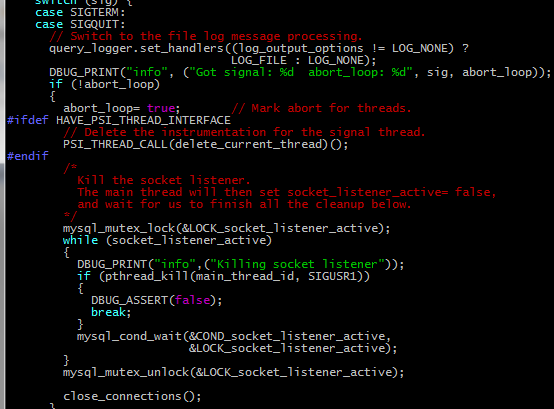 switch (sig) {
case SIGTERM:
case SIGQUIT:
// Switch to the file log message processing.
query_logger.set_handlers((log_output_options != LOG_NONE) ?
LOG_FILE : LOG_NONE);
DBUG_PRINT("info", ("Got signal: %d  abort_loop: %d", sig, abort_loop));
if (!abort_loop)
{
abort_loop= true;       // Mark abort for threads.
#ifdef HAVE_PSI_THREAD_INTERFACE
// Delete the instrumentation for the signal thread.
PSI_THREAD_CALL(delete_current_thread)();
#endif
/*
Kill the socket listener.
The main thread will then set socket_listener_active= false,
and wait for us to finish all the cleanup below.
*/
mysql_mutex_lock(&LOCK_socket_listener_active);
while (socket_listener_active)
{
DBUG_PRINT("info",("Killing socket listener"));
if (pthread_kill(main_thread_id, SIGUSR1))
{
DBUG_ASSERT(false);
break;
}
mysql_cond_wait(&COND_socket_listener_active,
&LOCK_socket_listener_active);
}
mysql_mutex_unlock(&LOCK_socket_listener_active);
close_connections();
}